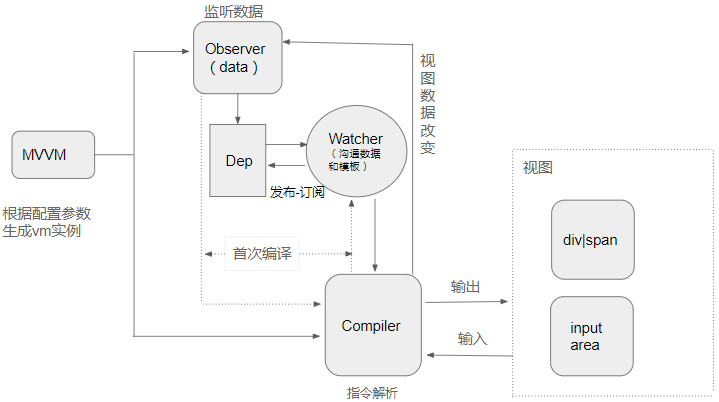 监听数据
Observer
（data）
视
图
数
据
改
变
MVVM
根据配置参数
生成vm实例
Dep
Watcher
（沟通数据
和模板）
发布-订阅
首次编译
Compiler
指令解析
输出
输入
视图
div|span
input
area